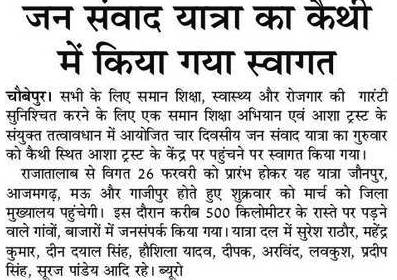 जन संवाद यात्रा का कैथी
में किया गया स्वागत
चौबेपुर। सभी के लिए समान शिक्षा, स्वास्थ्य और रोजगार की गारंटी
सुनिश्चित करने के लिए एक समान शिक्षा अभियान एवं आशा ट्रस्ट के
संयुक्त तत्वावधान में आयोजित चार दिवसीय जन संवाद यात्रा का गुरुवार
को कैथी स्थित आशा ट्रस्ट के केंद्र पर पहुंचने पर स्वागत किया गया।
राजातालाब से विगत 26 फरवरी को प्रारंभ होकर यह यात्रा जौनपुर,
आजमगढ़, मऊ और गाजीपुर होते हुए शुक्रवार को मार्च को जिला
मुख्यालय पहुंचेगी। इस दौरान करीब 500 किलोमीटर के रास्ते पर पड़ने
वाले गांवों, बाजारों में जनसंपर्क किया गया। यात्रा दल में सुरेश राठौर, महेंद्र
कुमार, दीन दयाल सिंह, हौशिला यादव, दीपक, अरविंद, लवकुश, प्रदीप
सिंह, सूरज पांडेय आदि रहे। ब्यूरो